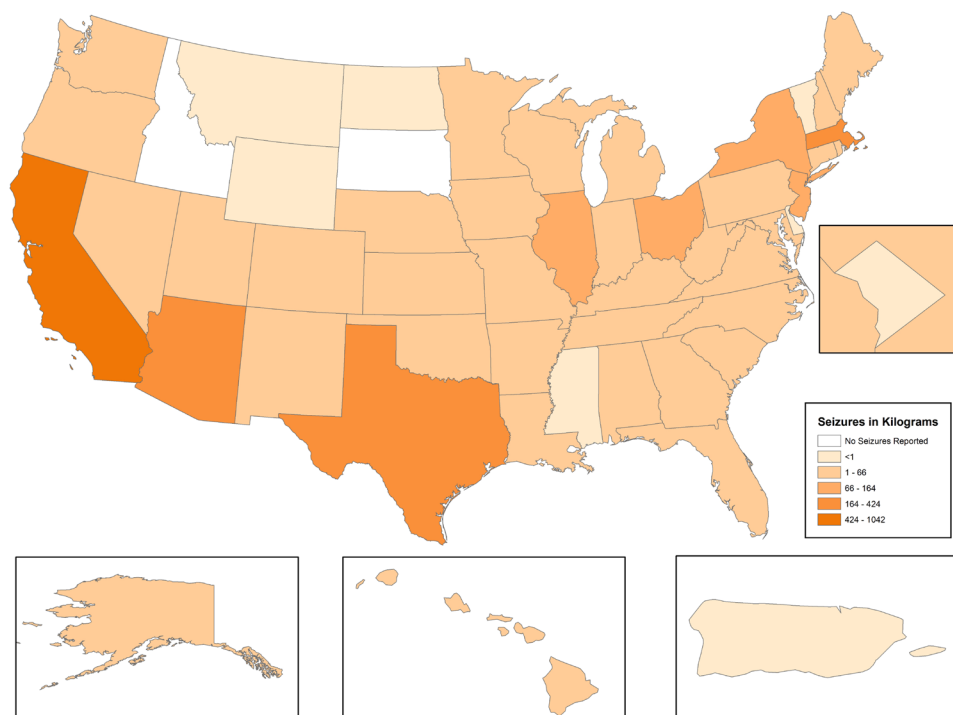 Seizures in Kilograms
No Seizures Reported
<1
1 - 66
66 - 164
164 - 424
424 - 1042